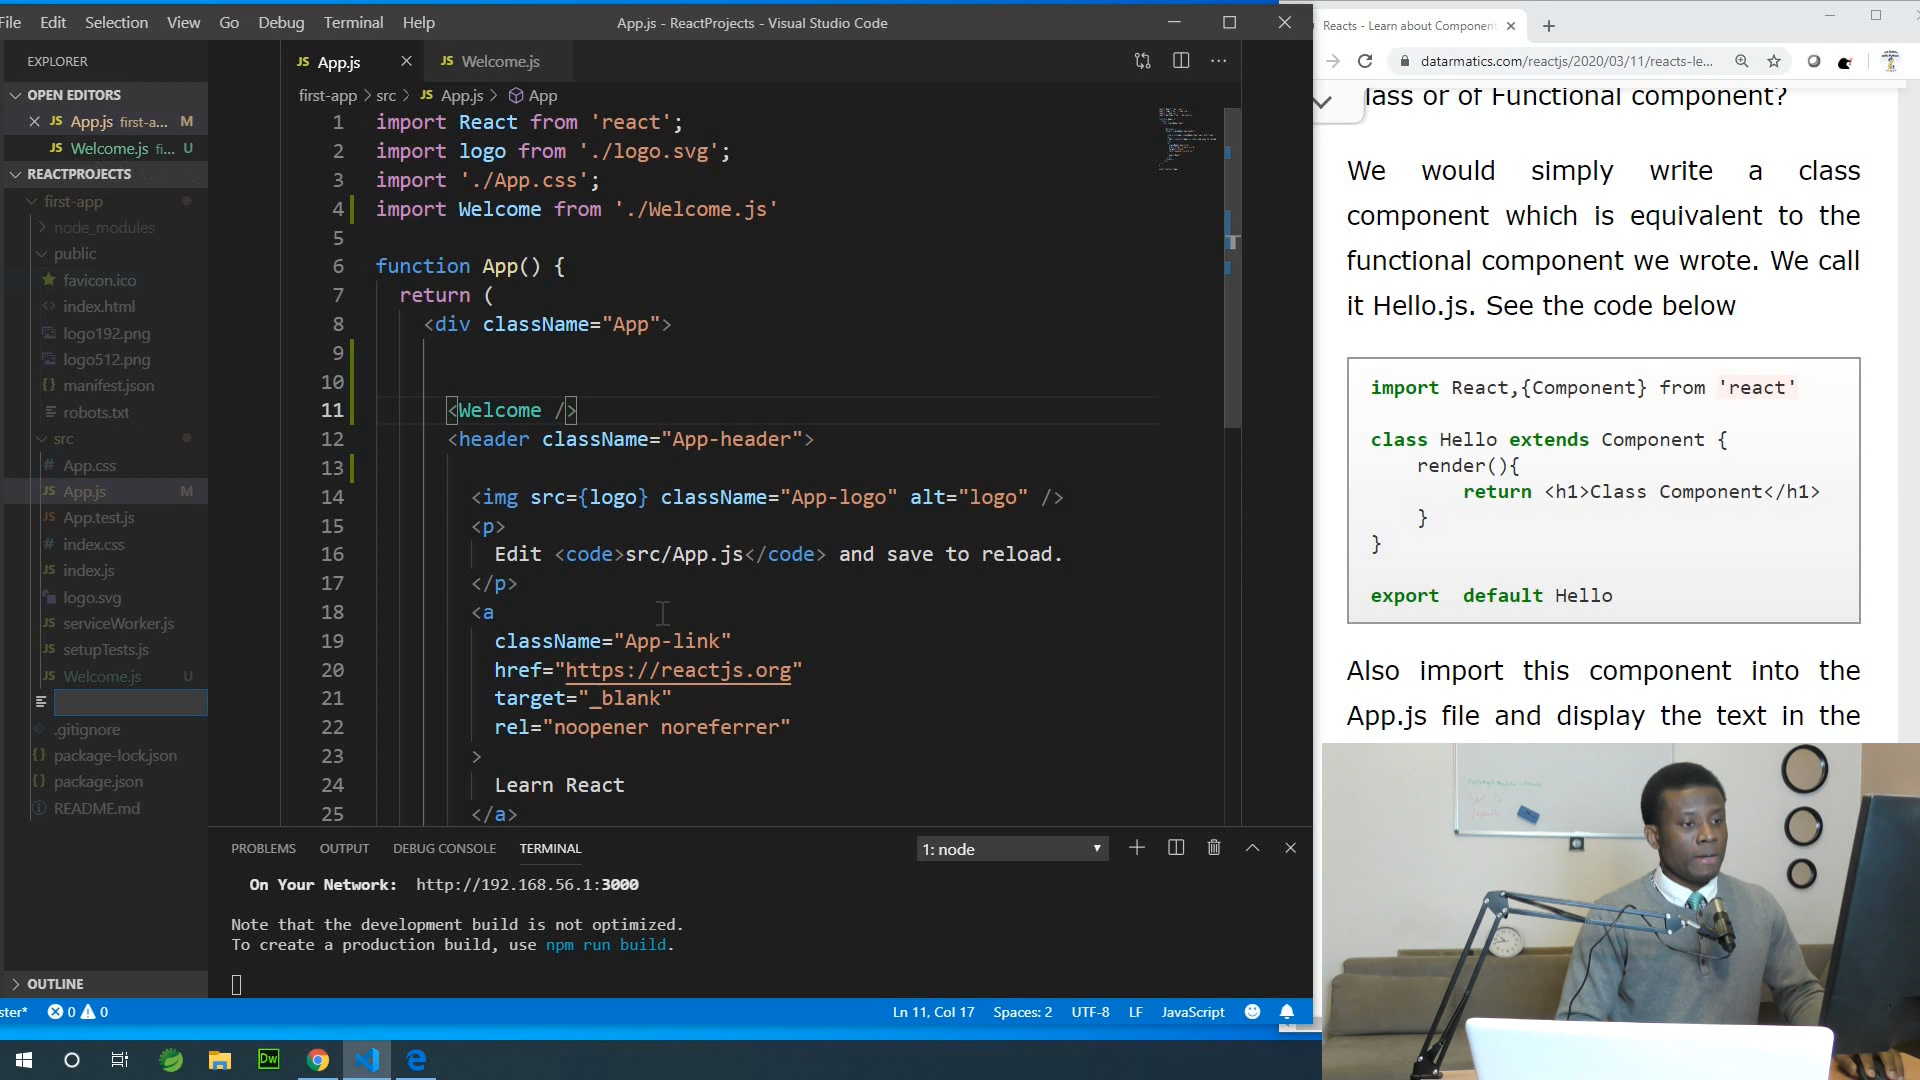 File Edit Selection View Go Debug Terminal Help
App.js - ReactProjects - Visual Studio Code
EXPLORER
OPEN EDITORS
App.js first-a... M
Welcome.js fi... U
REACTPROJECTS
first-app
node_modules
public
favicon.ico
index.html
logo192.png
logo512.png
manifest.json
robots.txt
src
App.css
App.js M
App.test.js
index.css
index.js
logo.svg
serviceWorker.js
setupTests.js
Welcome.js U
.gitignore
package-lock.json
package.json
README.md
OUTLINE
JS App.js
JS Welcome.js
first-app > src > JS App.js > App
1 import React from 'react';
2 import logo from './logo.svg';
3 import './App.css';
4 import Welcome from './Welcome.js'
5
6 function App() {
7 return (
8 <div className="App">
9
10
11 <Welcome />
12 <header className="App-header">
13
14 <img src={logo} className="App-logo" alt="logo" />
15 <p>
16 Edit <code>src/App.js</code> and save to reload.
17 </p>
18 <a
19 className="App-link"
20 href="https://reactjs.org"
21 target="_blank"
22 rel="noopener noreferrer"
23 >
24 Learn React
25 </a>
PROBLEMS OUTPUT DEBUG CONSOLE TERMINAL
1: node
On Your Network: http://192.168.56.1:3000
Note that the development build is not optimized.
To create a production build, use npm run build.
ster* 0 0
Ln 11, Col 17 Spaces: 2 UTF-8 LF JavaScript
Dw
Reacts - Learn about Component
datarmatics.com/reactjs/2020/03/11/reacts-le...
lass or of Functional component?
We would simply write a class
component which is equivalent to the
functional component we wrote. We call
it Hello.js. See the code below
import React,{Component} from 'react'
class Hello extends Component {
render(){
return <h1>Class Component</h1>
}
}
export default Hello
Also import this component into the
App.js file and display the text in the